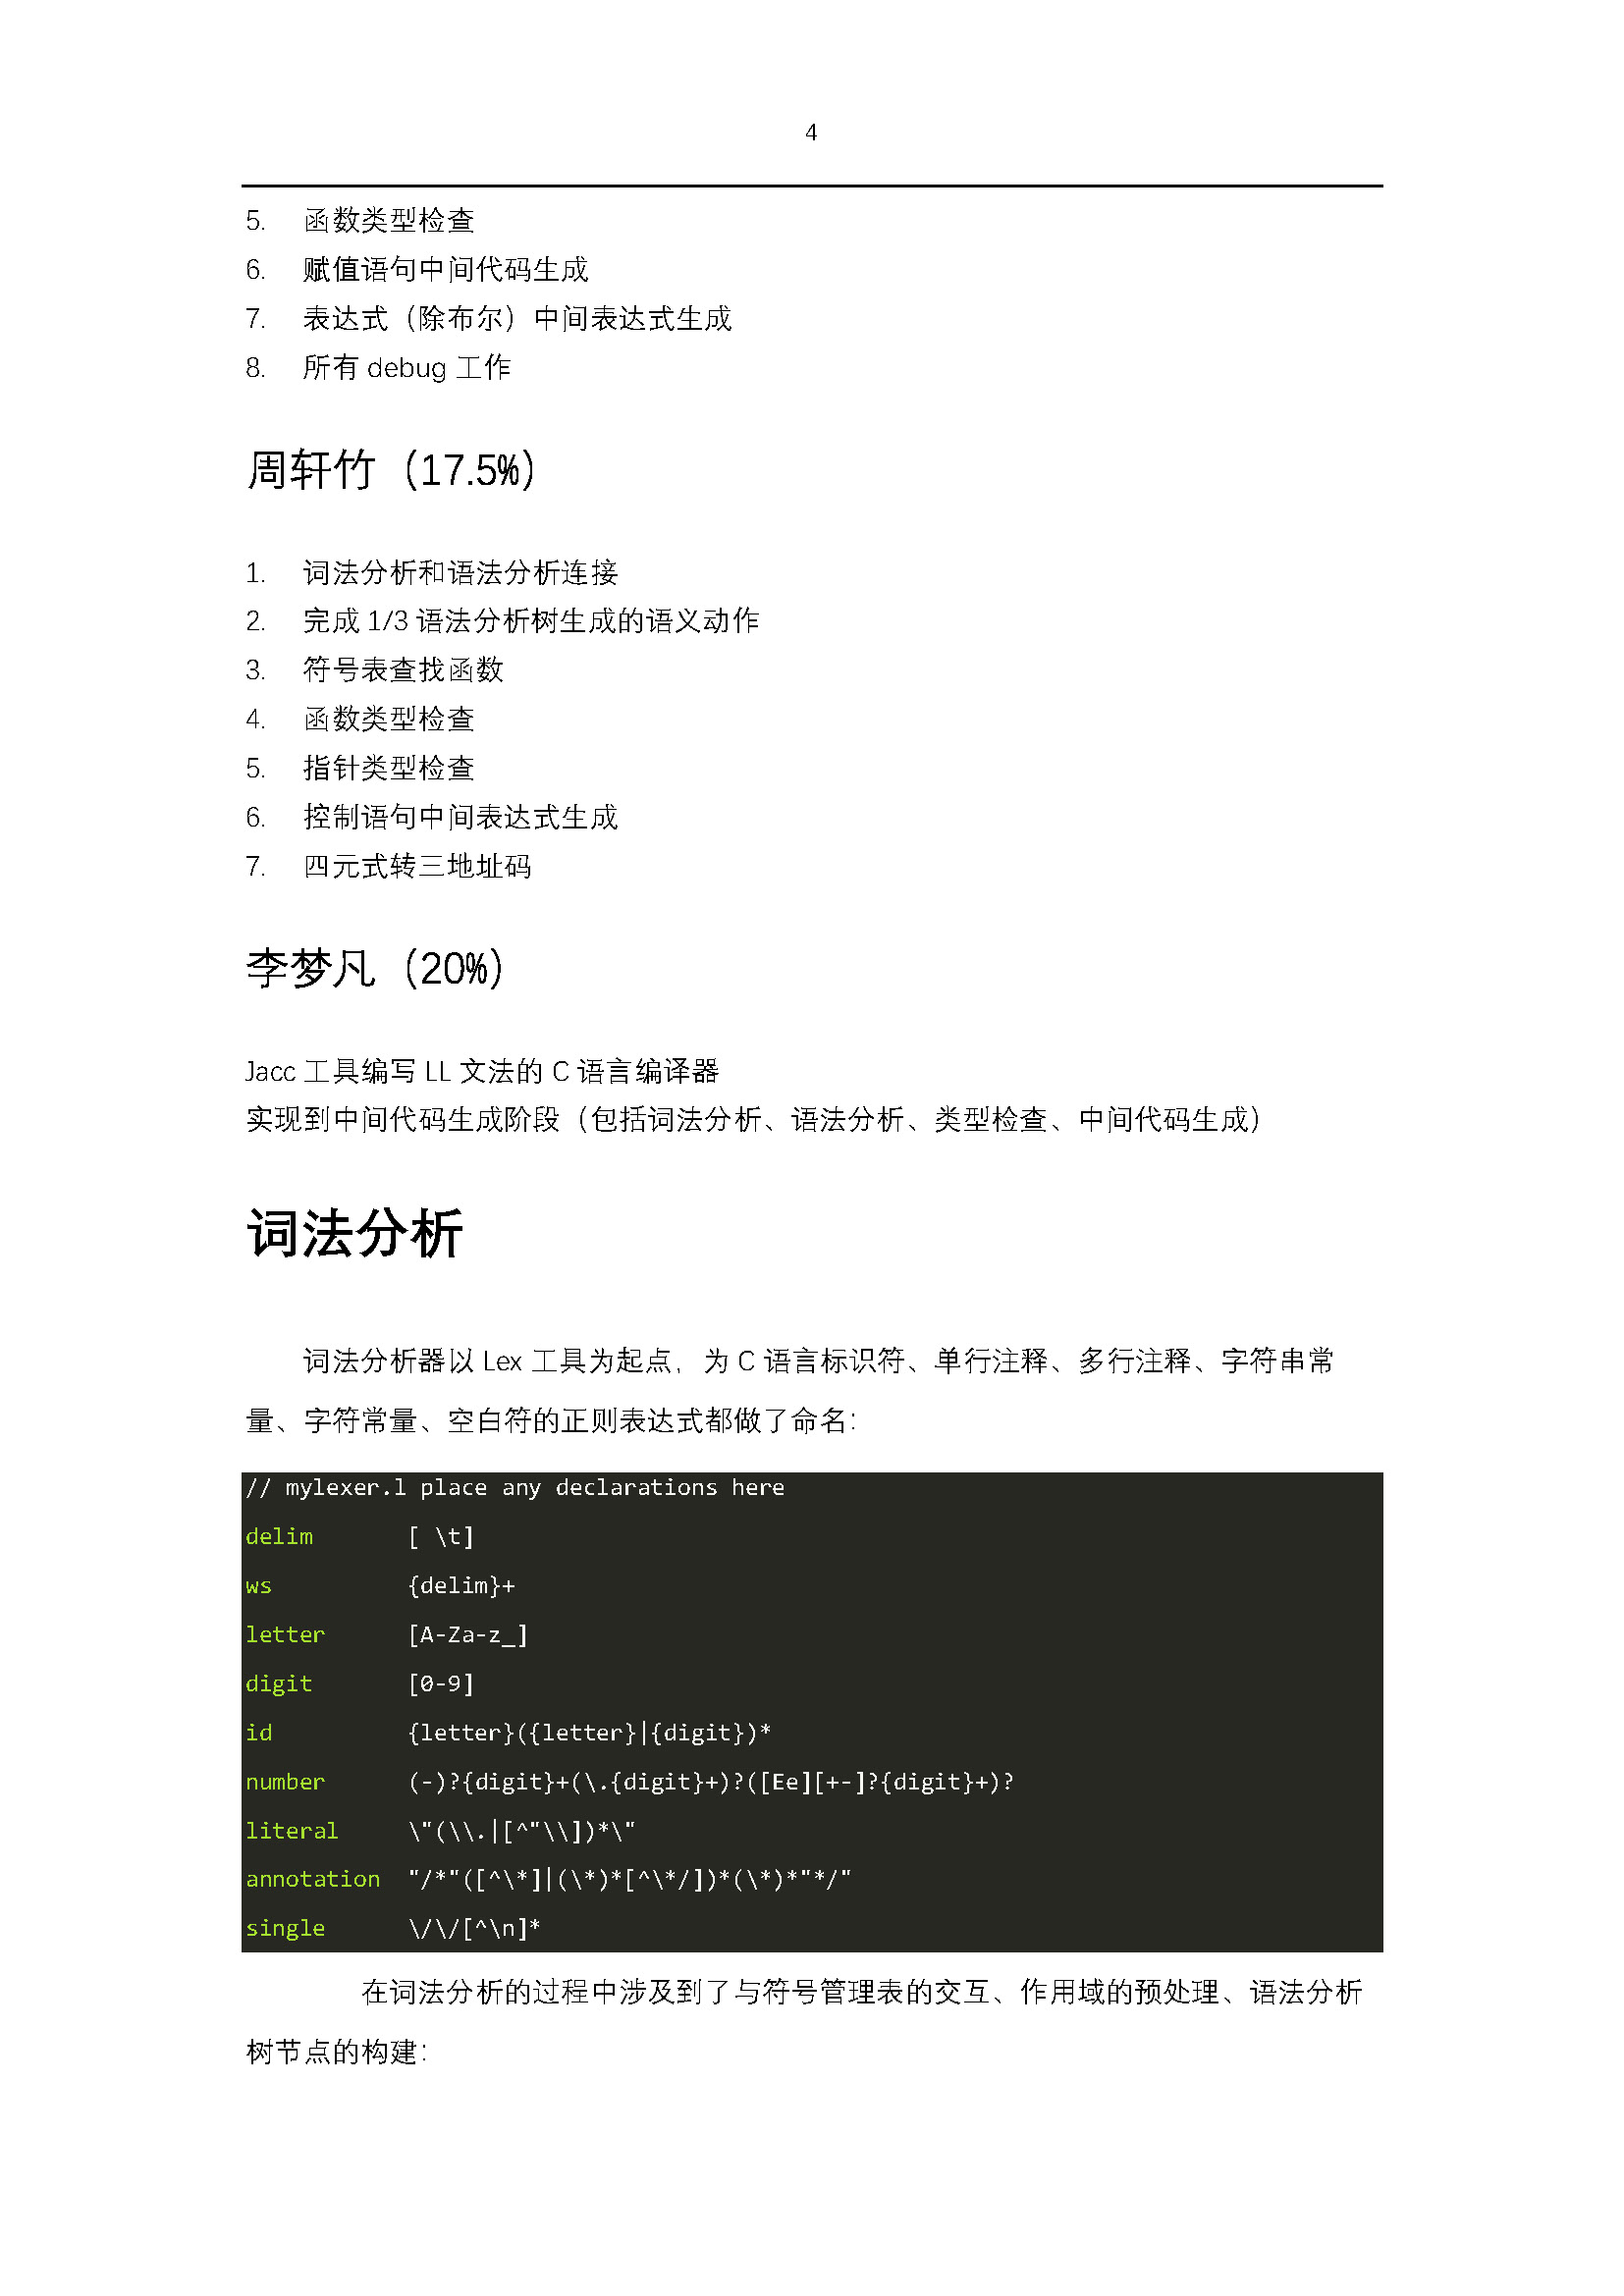 4
5. 函数类型检查
6. 赋值语句中间代码生成
7. 表达式（除布尔）中间表达式生成
8. 所有 debug 工作
周轩竹（17.5%）
1. 词法分析和语法分析连接
2. 完成 1/3 语法分析树生成的语义动作
3. 符号表查找函数
4. 函数类型检查
5. 指针类型检查
6. 控制语句中间表达式生成
7. 四元式转三地址码
李梦凡（20%）
Jacc 工具编写 LL 文法的 C 语言编译器
实现到中间代码生成阶段（包括词法分析、语法分析、类型检查、中间代码生成）
词法分析
词法分析器以 Lex 工具为起点，为 C 语言标识符、单行注释、多行注释、字符串常
量、字符常量、空白符的正则表达式都做了命名：
// mylexer.l place any declarations here
delim [ \t]
ws {delim}+
letter [A-Za-z_]
digit [0-9]
id {letter}({letter}|{digit})*
number (-)?{digit}+(\.{digit}+)?([Ee][+-]?{digit}+)?
literal \"(\\.|[^"\\])*\"
annotation "/*"([^\*]|(\*)*[^\*/])*(\*)*"*/"
single \/\/[^\n]*
在词法分析的过程中涉及到了与符号管理表的交互、作用域的预处理、语法分析
树节点的构建：